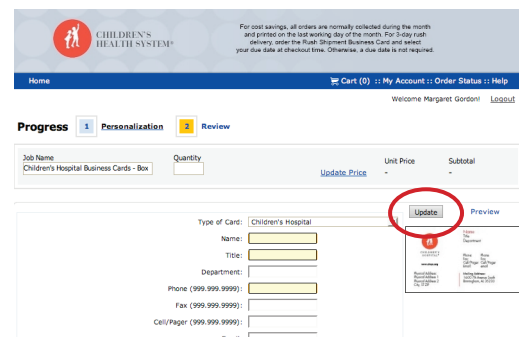 CHILDREN'S
HEALTH SYSTEM®
For cost savings, all orders are normally collected during the month
and printed on the last working day of the month. For 3-day rush
delivery, order the Rush Shipment Business Card and select
your due date at checkout time. Otherwise, a due date is not required.
Home
Cart (0) :: My Account :: Order Status :: Help
Welcome Margaret Gordon! Logout
Progress 1 Personalization 2 Review
Job Name Quantity Unit Price Subtotal
Children's Hospital Business Cards - Box Update Price - -
Update Preview
Type of Card: Children's Hospital
Name:
Title:
Department:
Phone (999.999.9999):
Fax (999.999.9999):
Cell/Pager (999.999.9999):